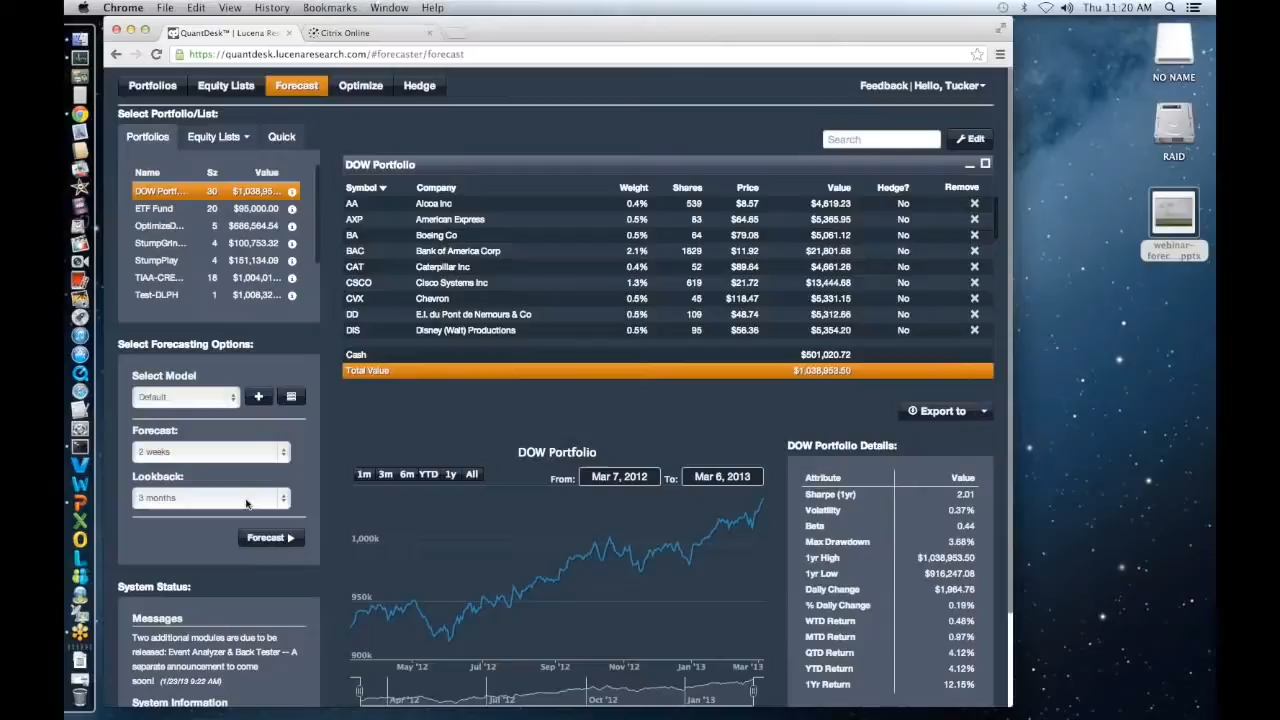 Chrome File Edit View History Bookmarks Window Help Thu 11:20 AM
QuantDesk™ | Lucena Res Citrix Online
https://quantdesk.lucenaresearch.com/#forecaster/forecast
Portfolios Equity Lists Forecast Optimize Hedge Feedback | Hello, Tucker
Select Portfolio/List:
Portfolios Equity Lists Quick
Name Sz Value
DOW Portf... 30 $1,038,95...
ETF Fund 20 $95,000.00
OptimizeD... 5 $686,564.54
StumpGrin... 4 $100,753.32
StumpPlay 4 $151,134.09
TIAA-CRE... 18 $1,004,01...
Test-DLPH 1 $1,008,32...
Search Edit
DOW Portfolio
Symbol Company Weight Shares Price Value Hedge? Remove
AA Alcoa Inc 0.4% 539 $8.57 $4,619.23 No
AXP American Express 0.5% 83 $64.65 $5,365.95 No
BA Boeing Co 0.5% 64 $79.08 $5,061.12 No
BAC Bank of America Corp 2.1% 1829 $11.92 $21,801.68 No
CAT Caterpillar Inc 0.4% 52 $89.64 $4,661.28 No
CSCO Cisco Systems Inc 1.3% 619 $21.72 $13,444.68 No
CVX Chevron 0.5% 45 $118.47 $5,331.15 No
DD E.I. du Pont de Nemours & Co 0.5% 109 $48.74 $5,312.66 No
DIS Disney (Walt) Productions 0.5% 95 $56.36 $5,354.20 No
Cash $501,020.72
Total Value $1,038,953.50
Export to
Select Forecasting Options:
Select Model
Default
Forecast:
2 weeks
Lookback:
3 months
Forecast
System Status:
Messages
Two additional modules are due to be
released: Event Analyzer & Back Tester -- A
separate announcement to come
soon! (1/23/13 9:22 AM)
System Information
DOW Portfolio
1m 3m 6m YTD 1y All From: Mar 7, 2012 To: Mar 6, 2013
1,000k
950k
900k
May '12 Jul '12 Sep '12 Nov '12 Jan '13 Mar '13
Apr '12 Jul '12 Oct '12 Jan '13
DOW Portfolio Details:
Attribute Value
Sharpe (1yr) 2.01
Volatility 0.37%
Beta 0.44
Max Drawdown 3.68%
1yr High $1,038,953.50
1yr Low $916,247.08
Daily Change $1,964.76
% Daily Change 0.19%
WTD Return 0.48%
MTD Return 0.97%
QTD Return 4.12%
YTD Return 4.12%
1Yr Return 12.15%
NO NAME
RAID
webinar-
forec....pptx